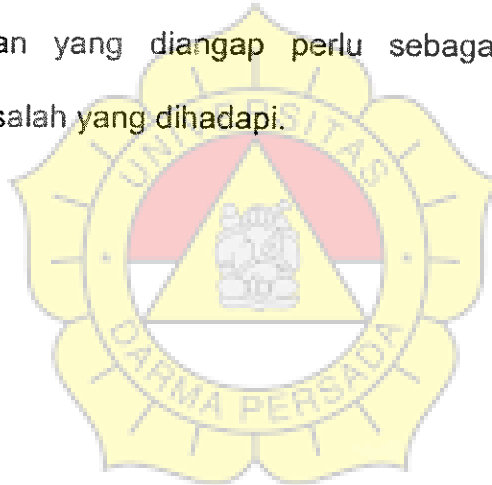 an yang diangap perlu sebaga
salah yang dihadapi.
UNIVERSITAS
DARMA PERSADA